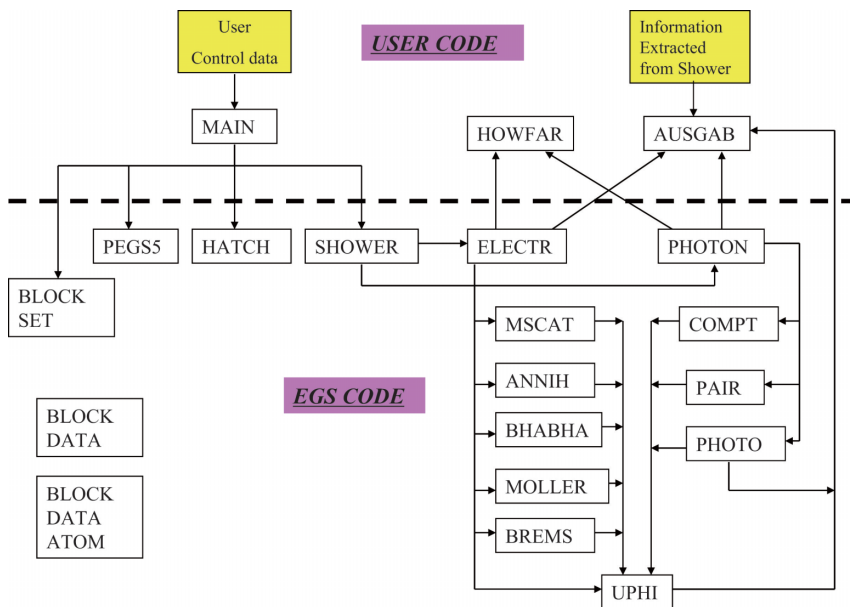 User
Control data
USER CODE
Information
Extracted
from Shower
MAIN
HOWFAR
AUSGAB
PEGS5
HATCH
SHOWER
ELECTR
PHOTON
BLOCK
SET
MSCAT
COMPT
EGS CODE
ANNIH
PAIR
BLOCK
DATA
BHABHA
PHOTO
BLOCK
DATA
ATOM
MOLLER
BREMS
UPHI